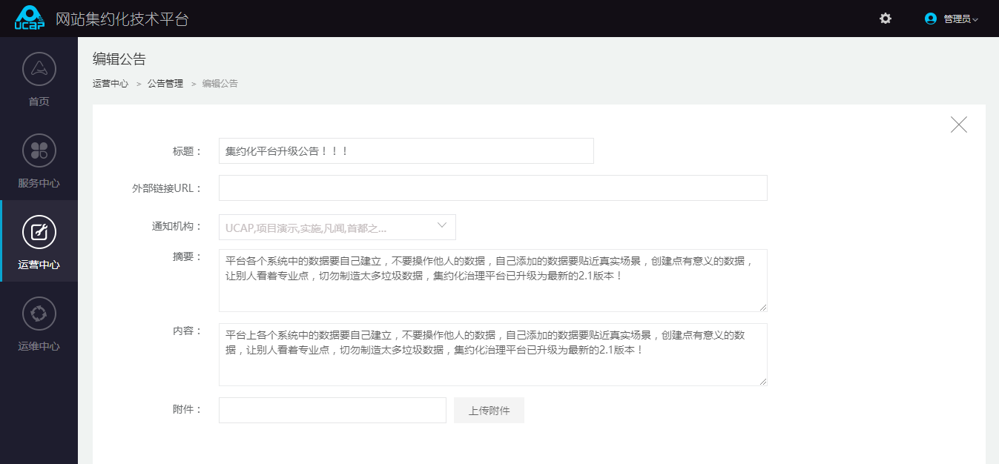 UCAP 网站集约化技术平台
管理员
首页
服务中心
运营中心
运维中心
编辑公告
运营中心 > 公告管理 > 编辑公告
标题： 集约化平台升级公告！！！
外部链接URL：
通知机构： UCAP,项目演示,实施,凡闻,首都之...
摘要： 平台各个系统中的数据要自己建立，不要操作他人的数据，自己添加的数据要贴近真实场景，创建点有意义的数据，
让别人看着专业点，切勿制造太多垃圾数据，集约化治理平台已升级为最新的2.1版本！
内容： 平台上各个系统中的数据要自己建立，不要操作他人的数据，自己添加的数据要贴近真实场景，创建点有意义的数
据，让别人看着专业点，切勿制造太多垃圾数据，集约化治理平台已升级为最新的2.1版本！
附件： 上传附件